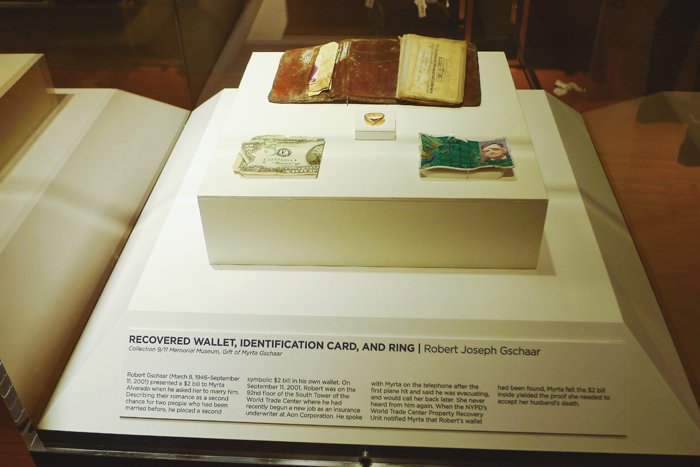 RECOVERED WALLET, IDENTIFICATION CARD, AND RING | Robert Joseph Gschaar
Collection 9/11 Memorial Museum, Gift of Myrta Gschaar
Robert Gschaar (March 8, 1946–September
11, 2001) presented a $2 bill to Myrta
Alvarado when he asked her to marry him.
Describing their romance as a second
chance for two people who had been
married before, he placed a second
symbolic $2 bill in his own wallet. On
September 11, 2001, Robert was on the
92nd floor of the South Tower of the
World Trade Center where he had
recently begun a new job as an insurance
underwriter at Aon Corporation. He spoke
with Myrta on the telephone after the
first plane hit and said he was evacuating,
and would call her back later. She never
heard from him again. When the NYPD's
World Trade Center Property Recovery
Unit notified Myrta that Robert's wallet
had been found, Myrta felt the $2 bill
inside yielded the proof she needed to
accept her husband's death.